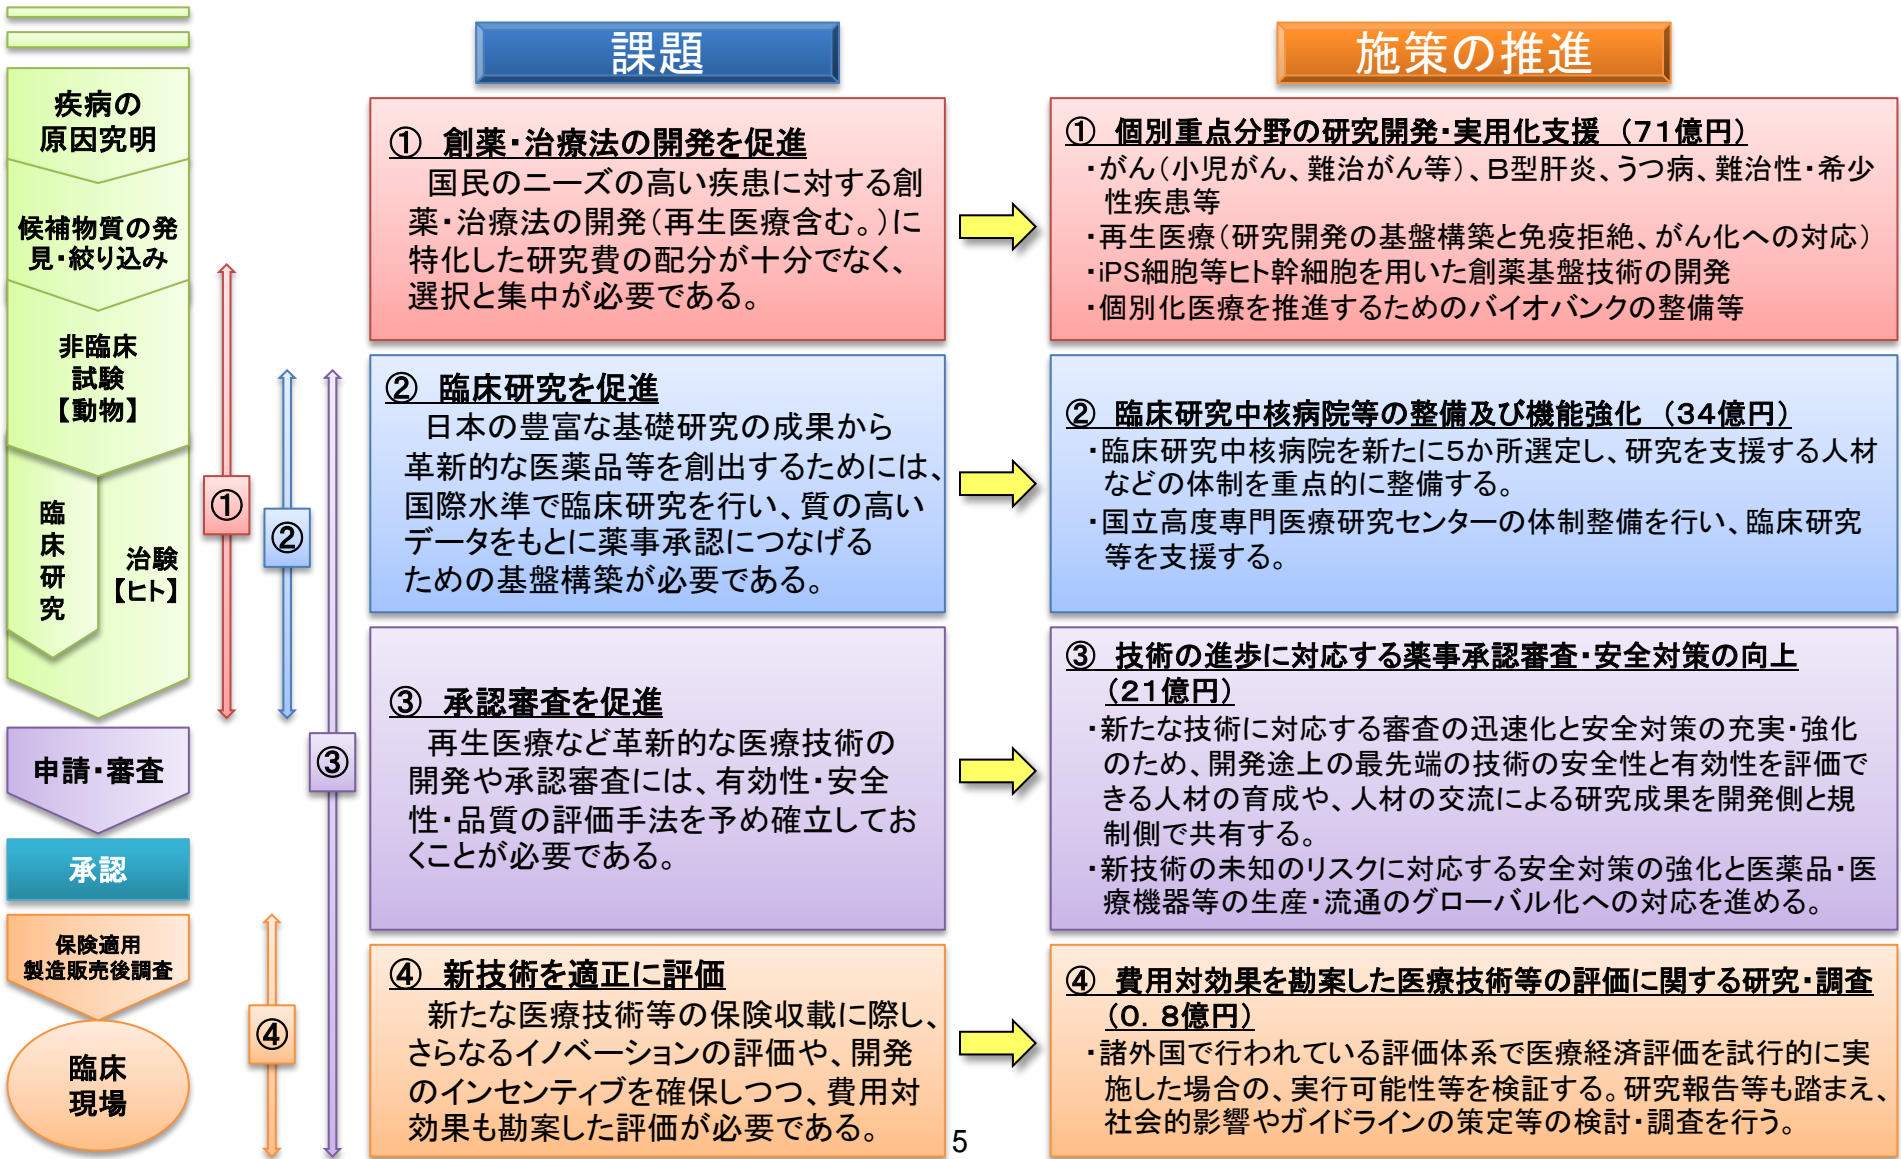 課題
施策の推進
疾病の
原因究明
候補物質の発
見・絞り込み
非臨床
試験
【動物】
臨
床
研
究
治験
【ヒト】
申請・審査
承認
保険適用
製造販売後調査
臨床
現場
①
②
③
④
① 創薬・治療法の開発を促進
国民のニーズの高い疾患に対する創
薬・治療法の開発（再生医療含む。）に
特化した研究費の配分が十分でなく、
選択と集中が必要である。
① 個別重点分野の研究開発・実用化支援 （７１億円）
・がん（小児がん、難治がん等）、Ｂ型肝炎、うつ病、難治性・希少
性疾患等
・再生医療（研究開発の基盤構築と免疫拒絶、がん化への対応）
・iPS細胞等ヒト幹細胞を用いた創薬基盤技術の開発
・個別化医療を推進するためのバイオバンクの整備等
② 臨床研究を促進
日本の豊富な基礎研究の成果から
革新的な医薬品等を創出するためには、
国際水準で臨床研究を行い、質の高い
データをもとに薬事承認につなげる
ための基盤構築が必要である。
② 臨床研究中核病院等の整備及び機能強化 （３４億円）
・臨床研究中核病院を新たに５か所選定し、研究を支援する人材
などの体制を重点的に整備する。
・国立高度専門医療研究センターの体制整備を行い、臨床研究
等を支援する。
③ 承認審査を促進
再生医療など革新的な医療技術の
開発や承認審査には、有効性・安全
性・品質の評価手法を予め確立してお
くことが必要である。
③ 技術の進歩に対応する薬事承認審査・安全対策の向上
（２１億円）
・新たな技術に対応する審査の迅速化と安全対策の充実・強化
のため、開発途上の最先端の技術の安全性と有効性を評価で
きる人材の育成や、人材の交流による研究成果を開発側と規
制側で共有する。
・新技術の未知のリスクに対応する安全対策の強化と医薬品・医
療機器等の生産・流通のグローバル化への対応を進める。
④ 新技術を適正に評価
新たな医療技術等の保険収載に際し、
さらなるイノベーションの評価や、開発
のインセンティブを確保しつつ、費用対
効果も勘案した評価が必要である。
④ 費用対効果を勘案した医療技術等の評価に関する研究・調査
（０．８億円）
・諸外国で行われている評価体系で医療経済評価を試行的に実
施した場合の、実行可能性等を検証する。研究報告等も踏まえ、
社会的影響やガイドラインの策定等の検討・調査を行う。
5